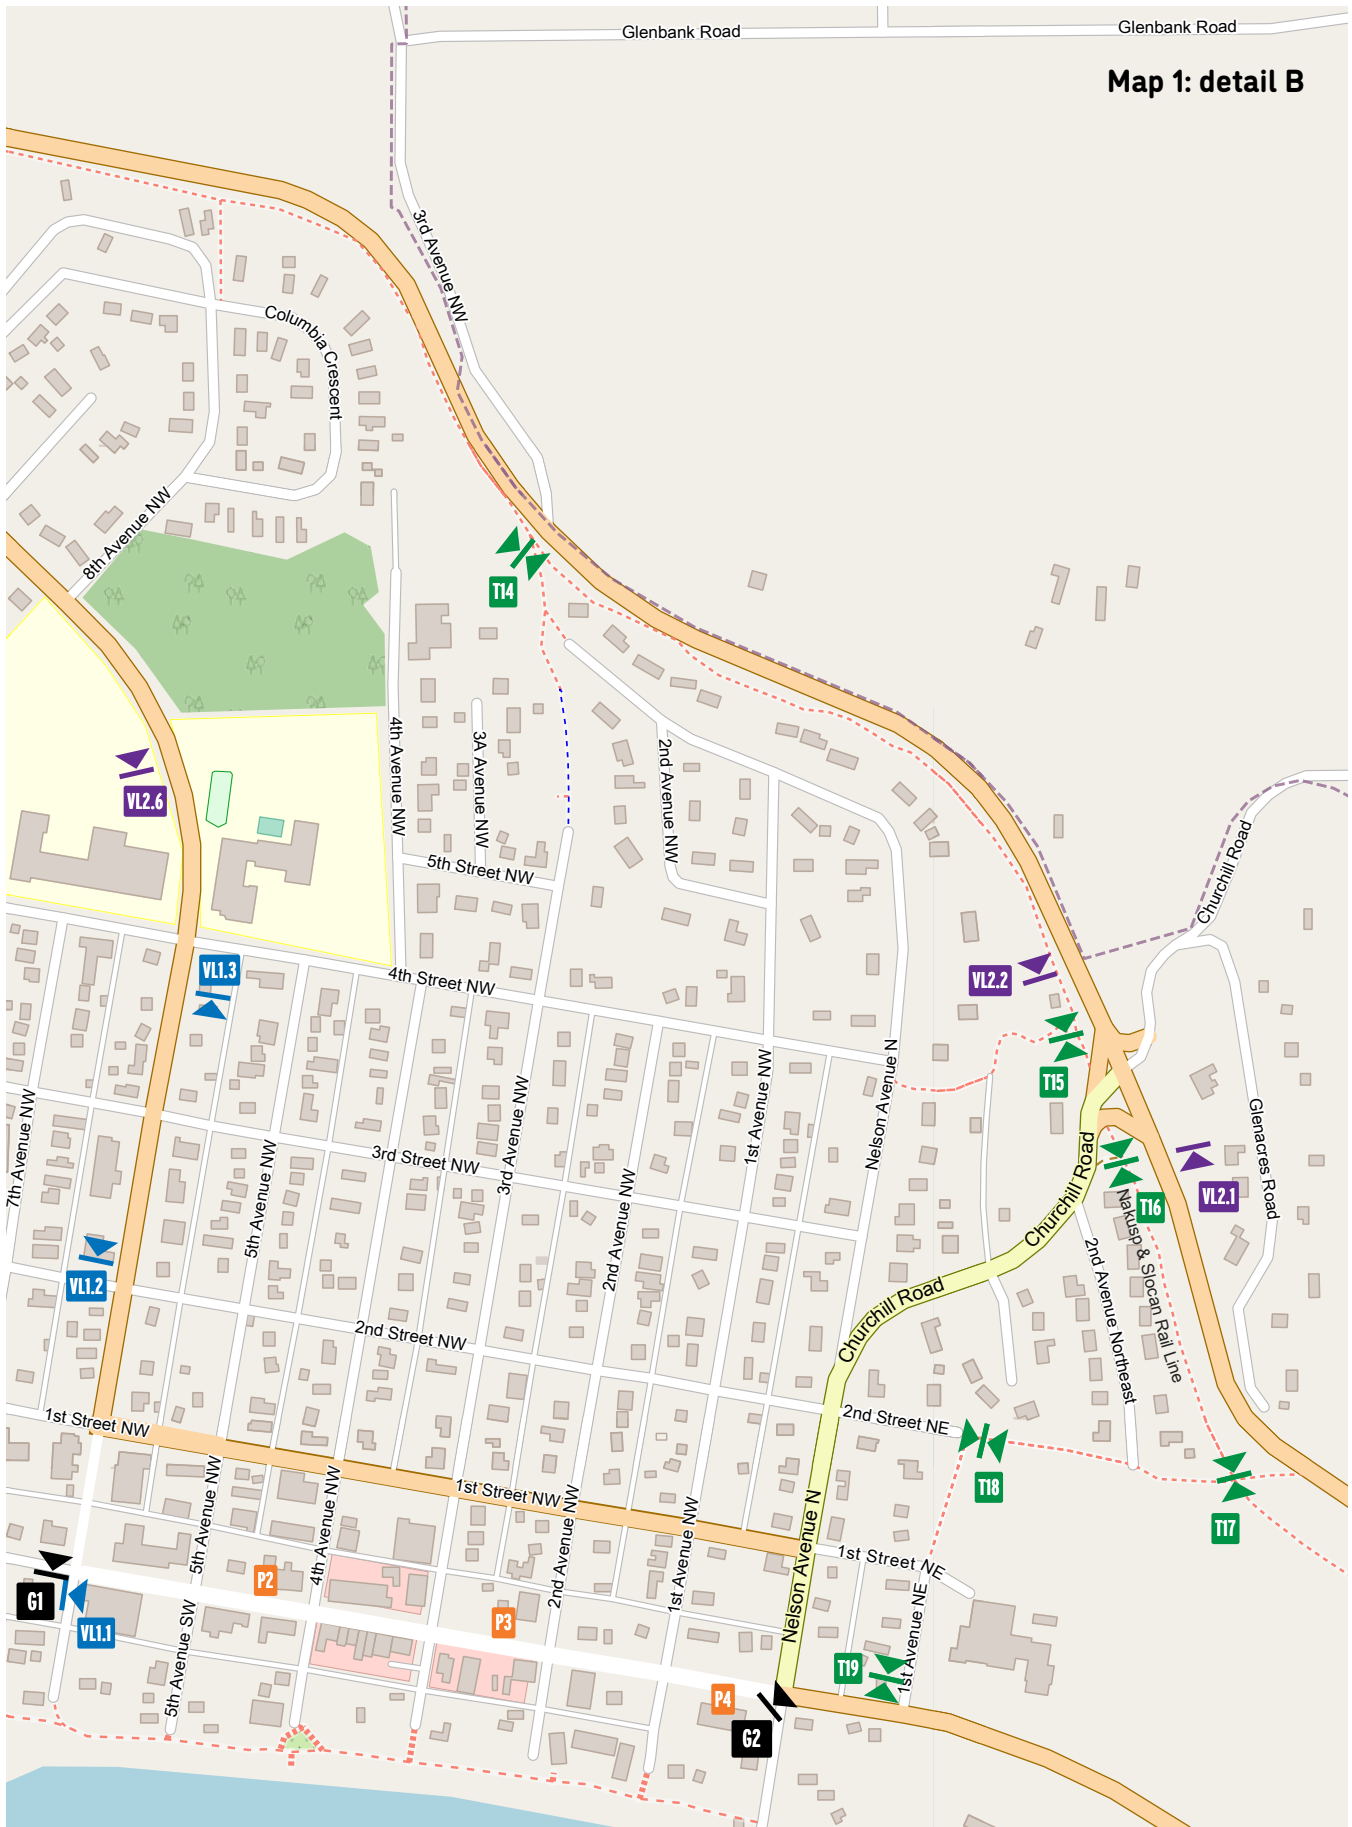 Glenbank Road
Glenbank Road
Map 1: detail B
3rd Avenue NW
Columbia Crescent
8th Avenue NW
T14
4th Avenue NW
3A Avenue NW
2nd Avenue NW
VL2.6
5th Street NW
Churchill Road
VL1.3
4th Street NW
VL2.2
T15
Nelson Avenue N
1st Avenue NW
3rd Avenue NW
7th Avenue NW
5th Avenue NW
3rd Street NW
2nd Avenue NW
Churchill Road
Glenacres Road
VL2.1
T16
Nakusp & Slocan Rail Line
2nd Avenue Northeast
VL1.2
2nd Street NW
Churchill Road
1st Street NW
2nd Street NE
T18
T17
5th Avenue NW
4th Avenue NW
1st Street NW
2nd Avenue NW
1st Avenue NW
Nelson Avenue N
1st Street NE
1st Avenue NE
P2
G1
VL1.1
P3
5th Avenue SW
T19
P4
G2